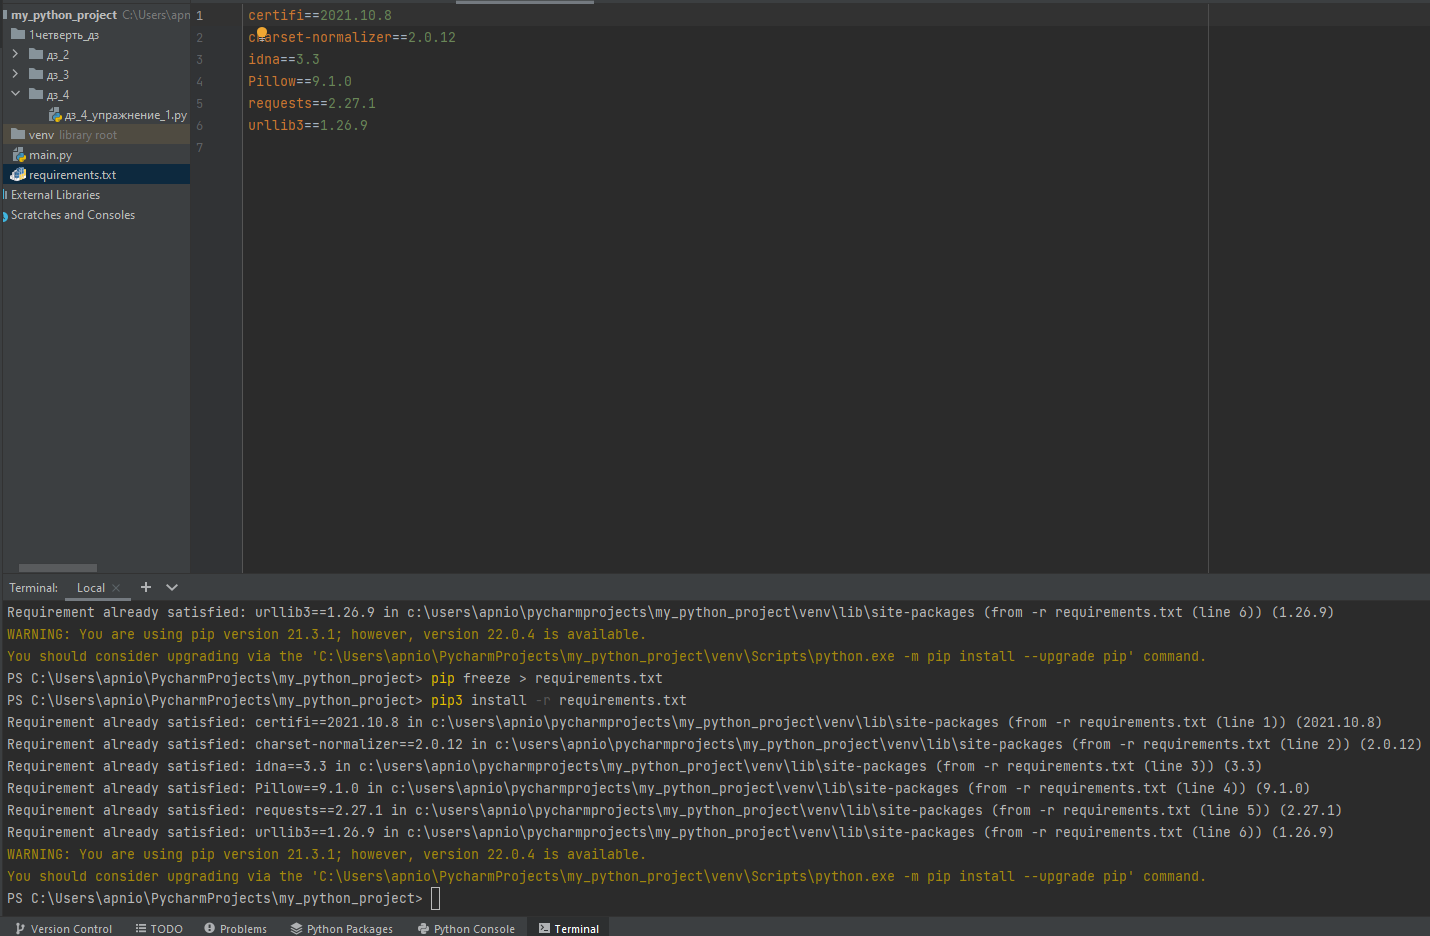 my_python_project C:\Users\apn
1четверть_дз
дз_2
дз_3
дз_4
дз_4_упражнение_1.py
venv library root
main.py
requirements.txt
External Libraries
Scratches and Consoles
1 certifi==2021.10.8
2 charset-normalizer==2.0.12
3 idna==3.3
4 Pillow==9.1.0
5 requests==2.27.1
6 urllib3==1.26.9
7
Terminal: Local
Requirement already satisfied: urllib3==1.26.9 in c:\users\apnio\pycharmprojects\my_python_project\venv\lib\site-packages (from -r requirements.txt (line 6)) (1.26.9)
WARNING: You are using pip version 21.3.1; however, version 22.0.4 is available.
You should consider upgrading via the 'C:\Users\apnio\PycharmProjects\my_python_project\venv\Scripts\python.exe -m pip install --upgrade pip' command.
PS C:\Users\apnio\PycharmProjects\my_python_project> pip freeze > requirements.txt
PS C:\Users\apnio\PycharmProjects\my_python_project> pip3 install -r requirements.txt
Requirement already satisfied: certifi==2021.10.8 in c:\users\apnio\pycharmprojects\my_python_project\venv\lib\site-packages (from -r requirements.txt (line 1)) (2021.10.8)
Requirement already satisfied: charset-normalizer==2.0.12 in c:\users\apnio\pycharmprojects\my_python_project\venv\lib\site-packages (from -r requirements.txt (line 2)) (2.0.12)
Requirement already satisfied: idna==3.3 in c:\users\apnio\pycharmprojects\my_python_project\venv\lib\site-packages (from -r requirements.txt (line 3)) (3.3)
Requirement already satisfied: Pillow==9.1.0 in c:\users\apnio\pycharmprojects\my_python_project\venv\lib\site-packages (from -r requirements.txt (line 4)) (9.1.0)
Requirement already satisfied: requests==2.27.1 in c:\users\apnio\pycharmprojects\my_python_project\venv\lib\site-packages (from -r requirements.txt (line 5)) (2.27.1)
Requirement already satisfied: urllib3==1.26.9 in c:\users\apnio\pycharmprojects\my_python_project\venv\lib\site-packages (from -r requirements.txt (line 6)) (1.26.9)
WARNING: You are using pip version 21.3.1; however, version 22.0.4 is available.
You should consider upgrading via the 'C:\Users\apnio\PycharmProjects\my_python_project\venv\Scripts\python.exe -m pip install --upgrade pip' command.
PS C:\Users\apnio\PycharmProjects\my_python_project>
Version Control TODO Problems Python Packages Python Console Terminal